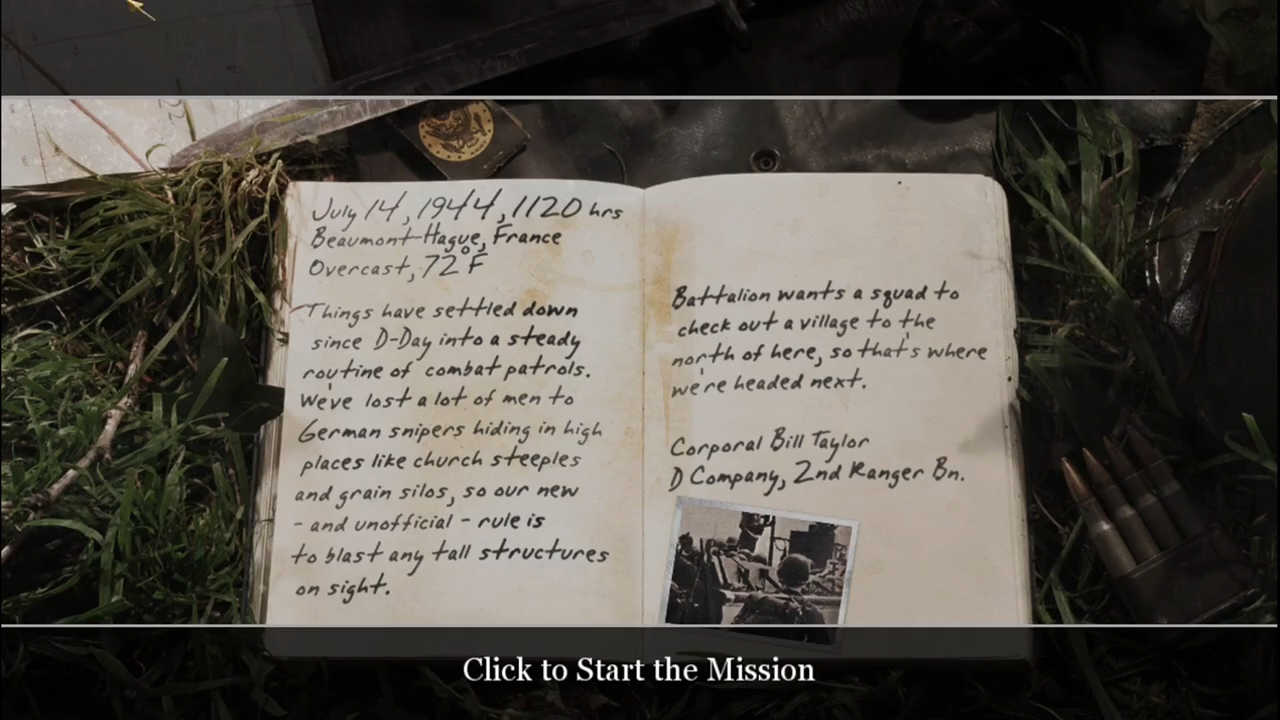 July 14, 1944, 1120 hrs
Beaumont-Hague, France
Overcast, 72°F
Things have settled down
since D-Day into a steady
routine of combat patrols.
We've lost a lot of men to
German snipers hiding in high
places like church steeples
and grain silos, so our new
- and unofficial - rule is
to blast any tall structures
on sight.
Battalion wants a squad to
check out a village to the
north of here, so that's where
we're headed next.
Corporal Bill Taylor
D Company, 2nd Ranger Bn.
Click to Start the Mission